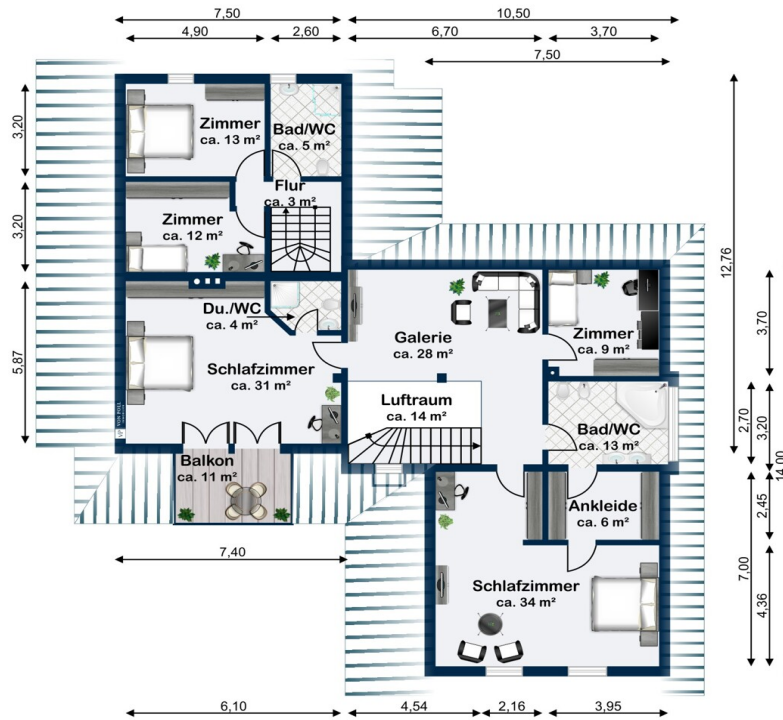 7,50
10,50
4,90
2,60
6,70
3,70
7,50
3,20
Zimmer
ca. 13 m²
Bad/WC
ca. 5 m²
Flur
ca. 3 m²
3,20
Zimmer
ca. 12 m²
12,76
5,87
Du./WC
ca. 4 m²
Galerie
ca. 28 m²
Zimmer
ca. 9 m²
3,70
Schlafzimmer
ca. 31 m²
Luftraum
ca. 14 m²
2,70
3,20
Bad/WC
ca. 13 m²
14,00
Balkon
ca. 11 m²
Ankleide
ca. 6 m²
2,45
7,40
7,00
4,36
Schlafzimmer
ca. 34 m²
6,10
4,54
2,16
3,95